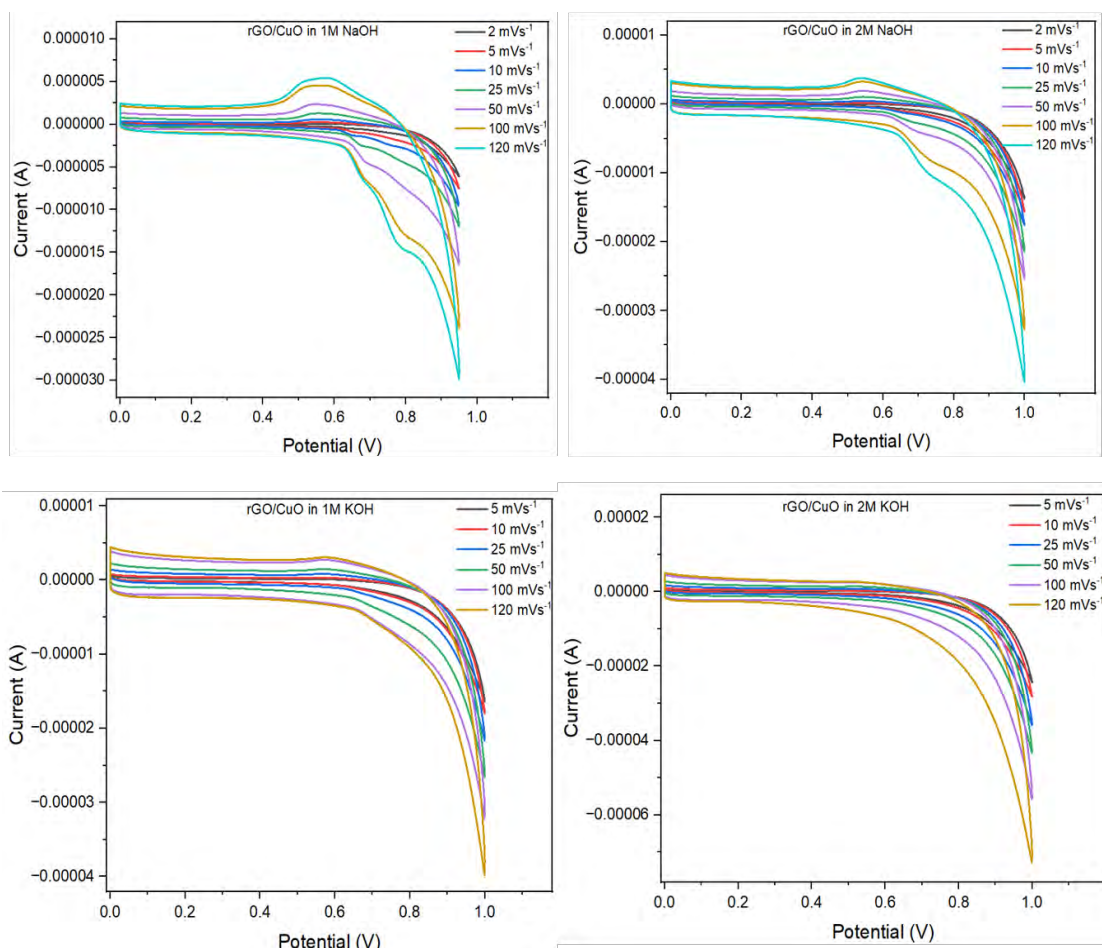 rGO/CuO in 1M NaOH
2 mVs⁻¹
5 mVs⁻¹
10 mVs⁻¹
25 mVs⁻¹
50 mVs⁻¹
100 mVs⁻¹
120 mVs⁻¹
0.000010
0.000005
0.000000
−0.000005
−0.000010
−0.000015
−0.000020
−0.000025
−0.000030
Current (A)
0.0 0.2 0.4 0.6 0.8 1.0
Potential (V)
rGO/CuO in 2M NaOH
2 mVs⁻¹
5 mVs⁻¹
10 mVs⁻¹
25 mVs⁻¹
50 mVs⁻¹
100 mVs⁻¹
120 mVs⁻¹
0.00001
0.00000
−0.00001
−0.00002
−0.00003
−0.00004
Current (A)
0.0 0.2 0.4 0.6 0.8 1.0
Potential (V)
rGO/CuO in 1M KOH
5 mVs⁻¹
10 mVs⁻¹
25 mVs⁻¹
50 mVs⁻¹
100 mVs⁻¹
120 mVs⁻¹
0.00001
0.00000
−0.00001
−0.00002
−0.00003
−0.00004
Current (A)
0.0 0.2 0.4 0.6 0.8 1.0
Potential (V)
rGO/CuO in 2M KOH
5 mVs⁻¹
10 mVs⁻¹
25 mVs⁻¹
50 mVs⁻¹
100 mVs⁻¹
120 mVs⁻¹
0.00002
0.00000
−0.00002
−0.00004
−0.00006
Current (A)
0.0 0.2 0.4 0.6 0.8 1.0
Potential (V)